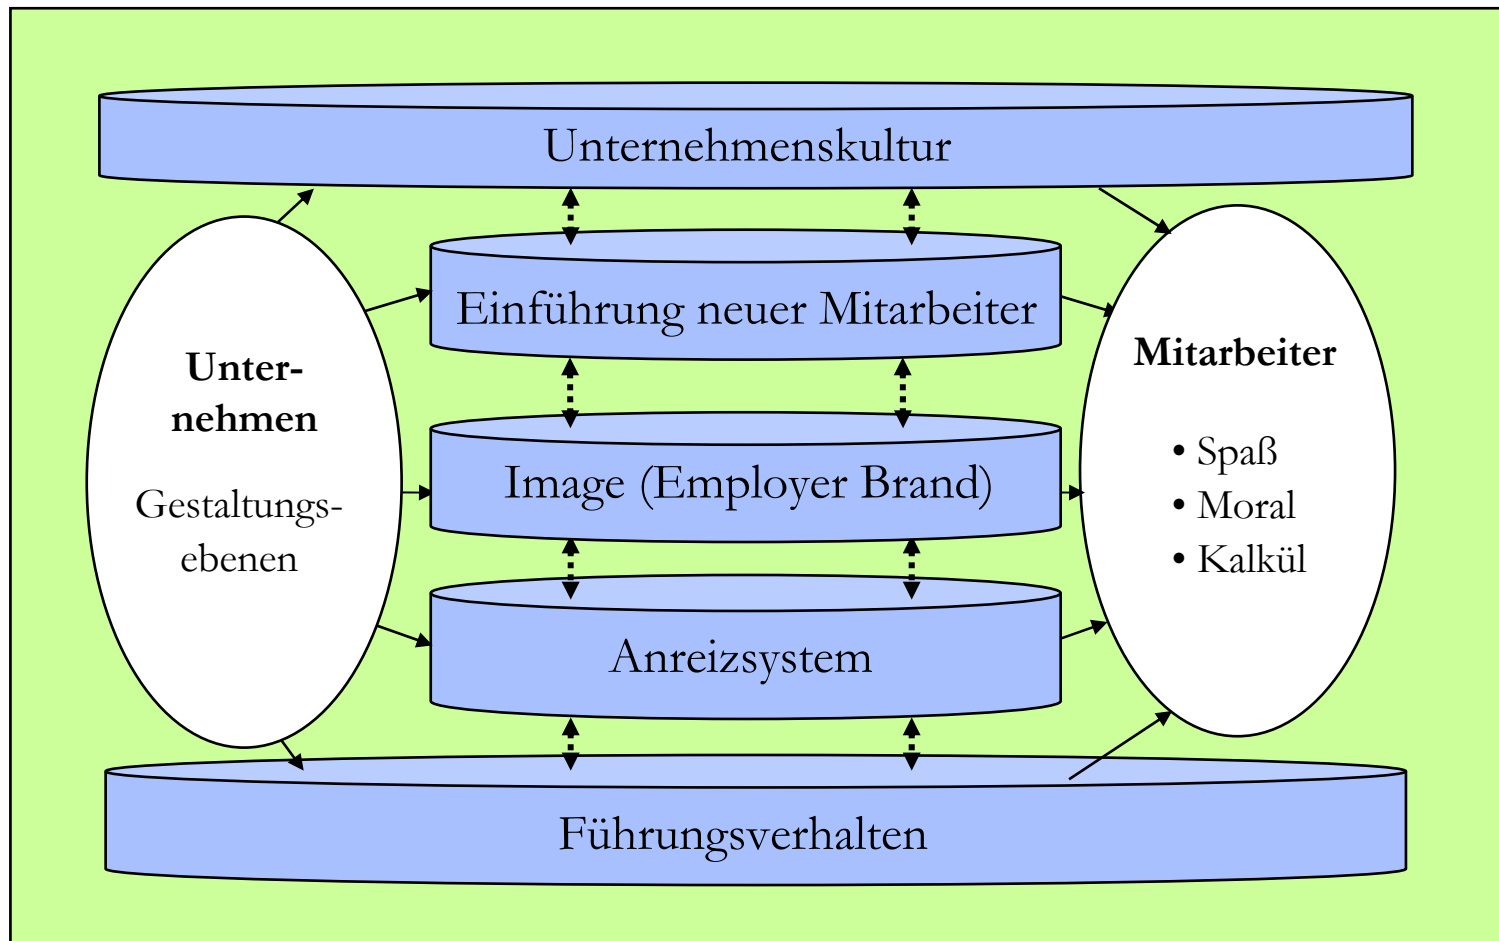 Unternehmenskultur
Einführung neuer Mitarbeiter
Unter-
nehmen
Gestaltungs-
ebenen
Image (Employer Brand)
Anreizsystem
Mitarbeiter
• Spaß
• Moral
• Kalkül
Führungsverhalten